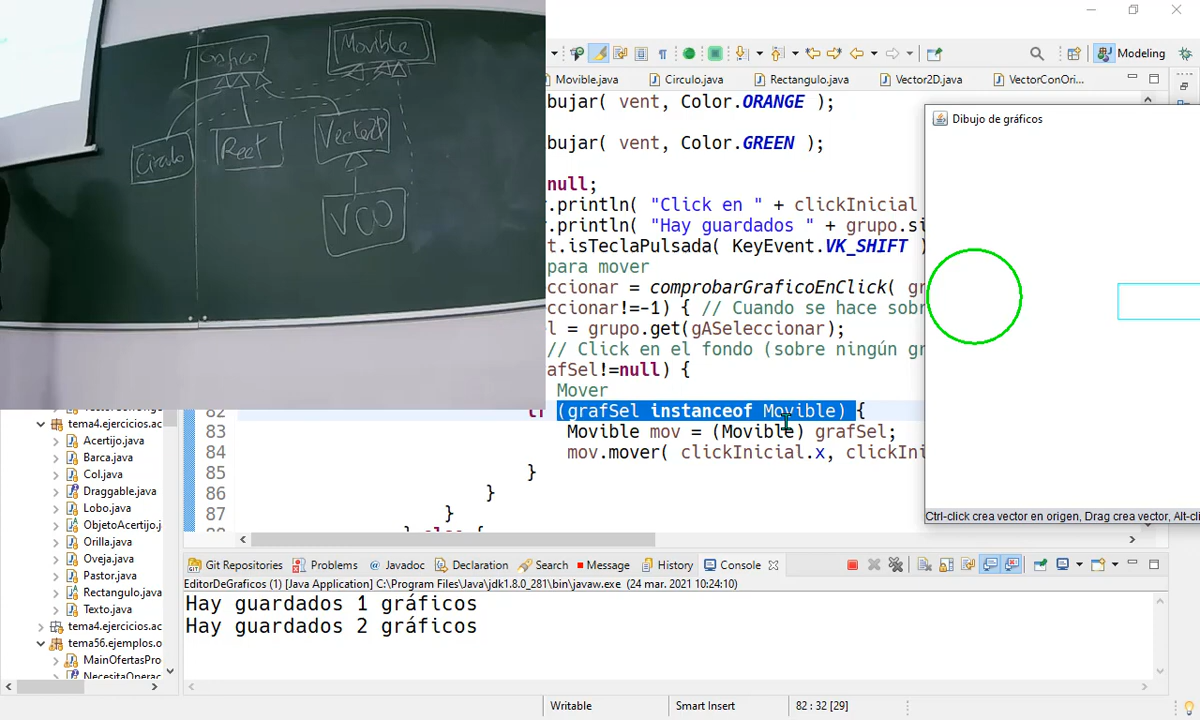 Gráfico
Movible
Circulo
Rect
Vector2D
VCO
Modeling
Movible.java
Circulo.java
Rectangulo.java
Vector2D.java
VectorConOri...
bujar( vent, Color.ORANGE );
bujar( vent, Color.GREEN );
null;
r.println( "Click en " + clickInicial
r.println( "Hay guardados " + grupo.si
t.isTeclaPulsada( KeyEvent.VK_SHIFT )
para mover
ccionar = comprobarGraficoEnClick( gr
ccionar!=-1) { // Cuando se hace sobr
el = grupo.get(gASeleccionar);
// Click en el fondo (sobre ningún gr
afSel!=null) {
Mover
82 if (grafSel instanceof Movible) {
83 Movible mov = (Movible) grafSel;
84 mov.mover( clickInicial.x, clickIni
85 }
86 }
87 }
} else {
Dibujo de gráficos
Ctrl-click crea vector en origen, Drag crea vector, Alt-cli
tema4.ejercicios.ac
Acertijo.java
Barca.java
Col.java
Draggable.java
Lobo.java
ObjetoAcertijo.j
Orilla.java
Oveja.java
Pastor.java
Rectangulo.java
Texto.java
tema4.ejercicios.ac
tema56.ejemplos.o
MainOfertasPro
NecesitaOperac
Git Repositories
Problems
Javadoc
Declaration
Search
Message
History
Console
EditorDeGraficos (1) [Java Application] C:\Program Files\Java\jdk1.8.0_281\bin\javaw.exe (24 mar. 2021 10:24:10)
Hay guardados 1 gráficos
Hay guardados 2 gráficos
Writable
Smart Insert
82 : 32 [29]